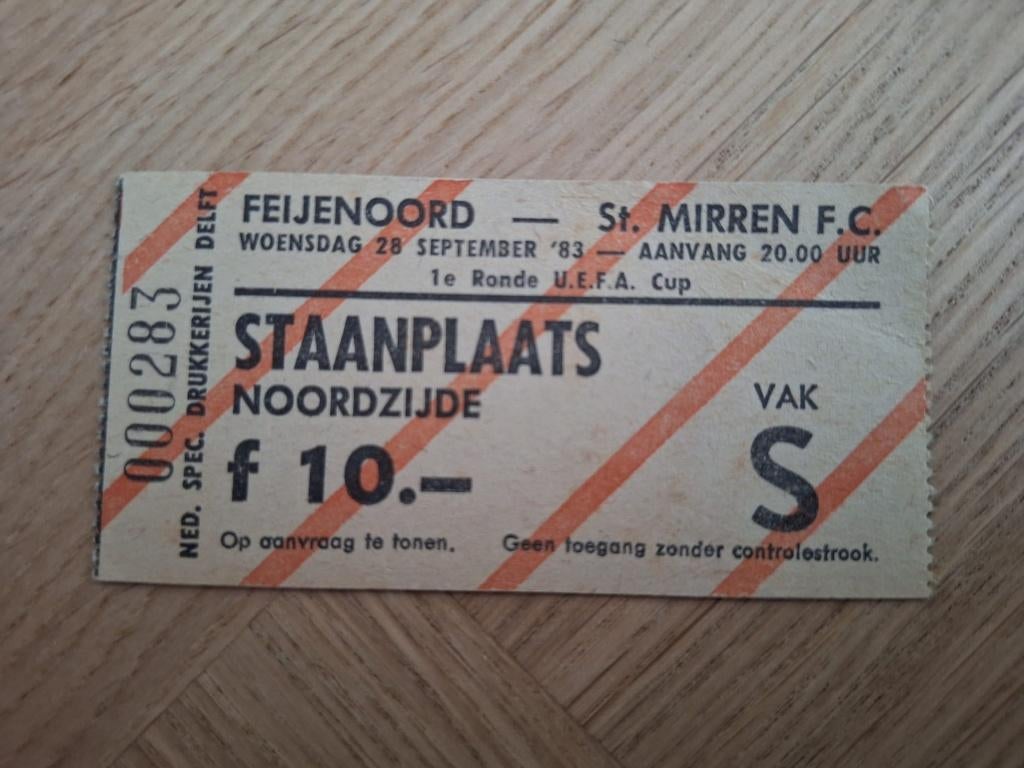 FEIJENOORD — St. MIRREN F.C.
WOENSDAG 28 SEPTEMBER '83 — AANVANG 20.00 UUR
1e Ronde U.E.F.A. Cup
STAANPLAATS
NOORDZIJDE
f 10.—
VAK
S
Op aanvraag te tonen. Geen toegang zonder controlestrook.
000283
NED. SPEC. DRUKKERIJEN DELFT